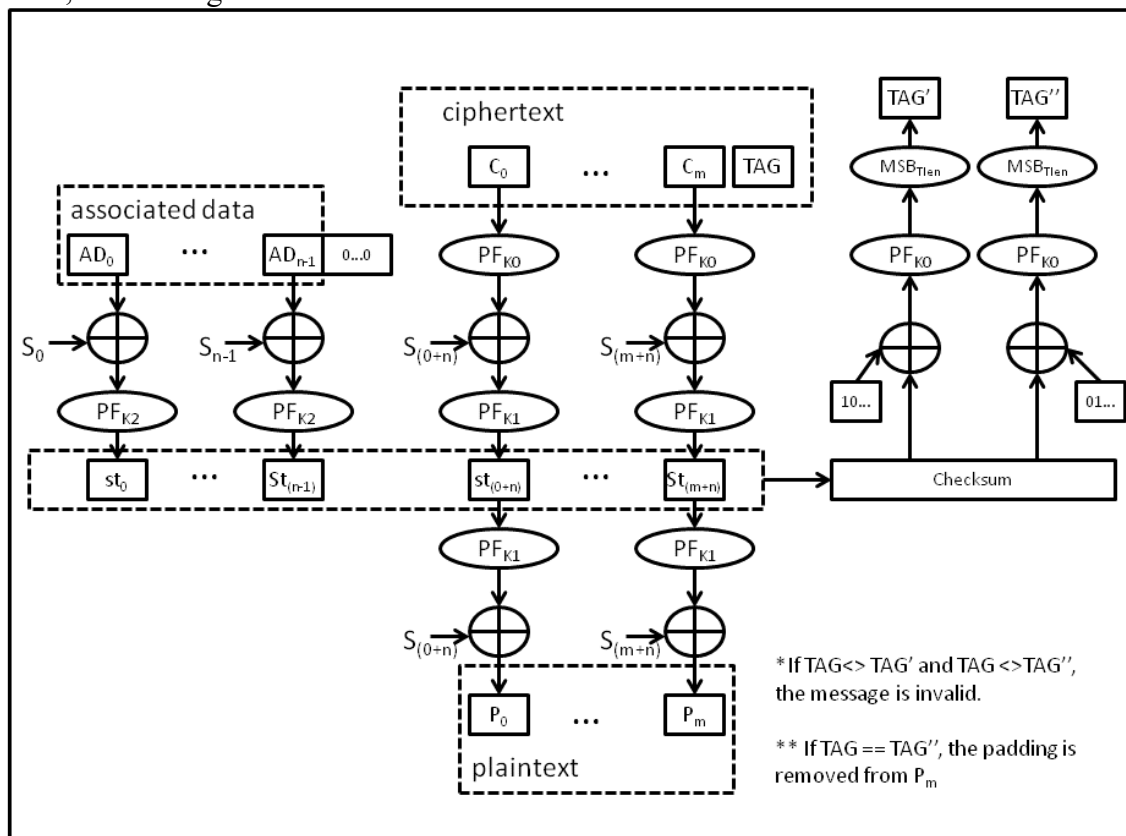 TAG' TAG''
ciphertext
MSB_Tlen MSB_Tlen
C_0 ... C_m TAG
associated data
AD_0 ... AD_n-1 0...0
PF_K0 PF_K0 PF_K0 PF_K0
S_0 S_n-1 S_(0+n) S_(m+n)
10... 01...
PF_K2 PF_K2 PF_K1 PF_K1
st_0 ... St_(n-1) st_(0+n) ... St_(m+n) Checksum
PF_K1 PF_K1
S_(0+n) S_(m+n)
*If TAG<> TAG' and TAG <>TAG'',
the message is invalid.
P_0 ... P_m
** If TAG == TAG'', the padding is
removed from P_m
plaintext